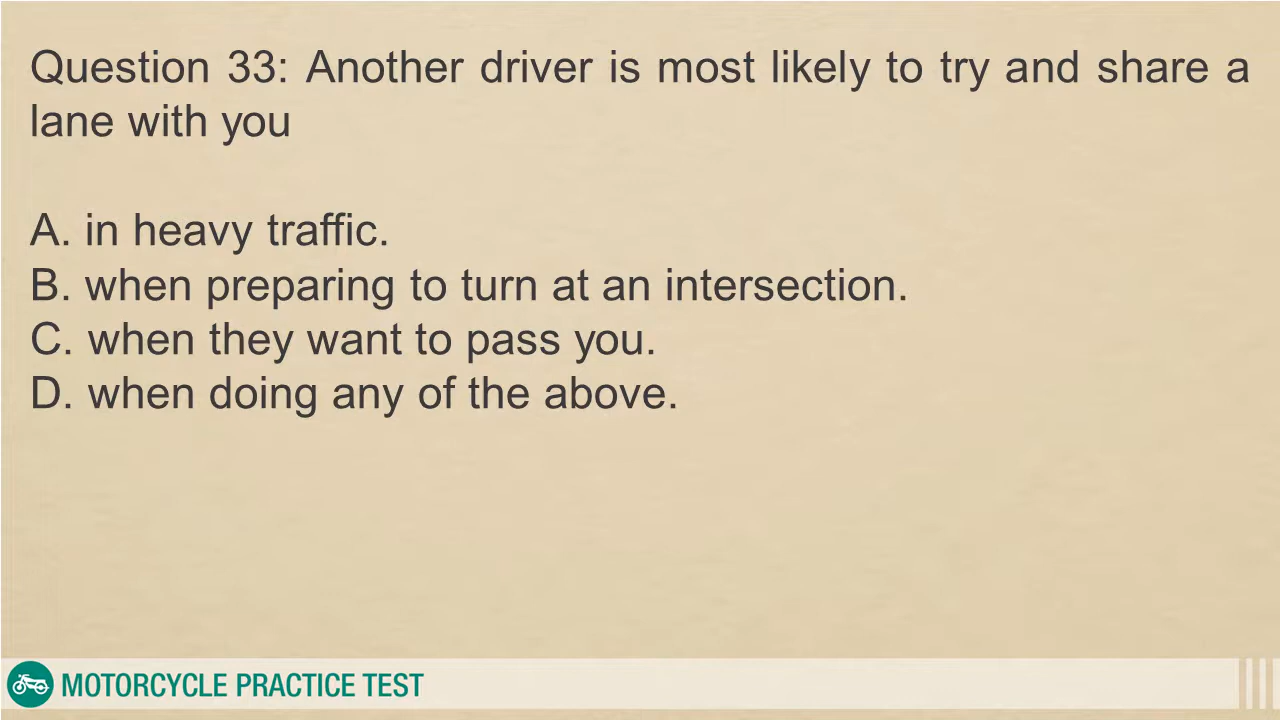 Question 33: Another driver is most likely to try and share a
lane with you
A. in heavy traffic.
B. when preparing to turn at an intersection.
C. when they want to pass you.
D. when doing any of the above.
MOTORCYCLE PRACTICE TEST